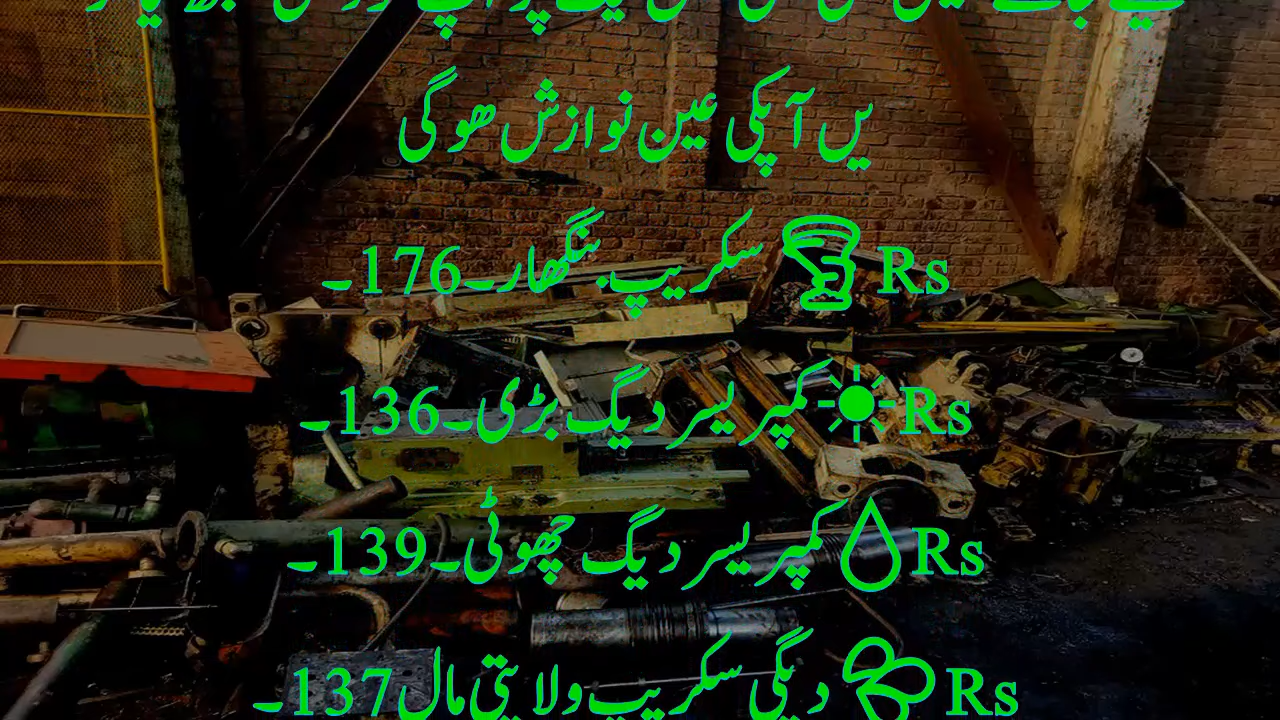 یں آپکی عین نوازش ھوگی
Rs سکریپ بنگھار۔176۔
Rs کمپریسر دیگ بڑی۔136۔
Rs کمپریسر دیگ چھوٹی۔139۔
Rs دیگی سکریپ ولایتی مال137۔